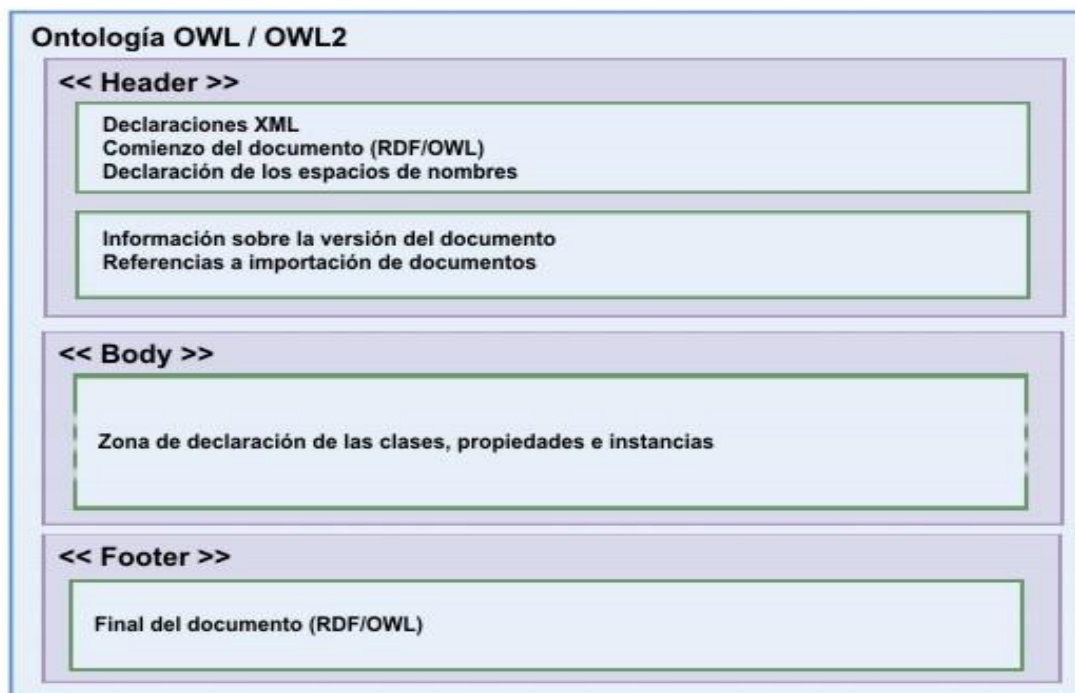 Ontología OWL / OWL2
<< Header >>
Declaraciones XML
Comienzo del documento (RDF/OWL)
Declaración de los espacios de nombres
Información sobre la versión del documento
Referencias a importación de documentos
<< Body >>
Zona de declaración de las clases, propiedades e instancias
<< Footer >>
Final del documento (RDF/OWL)